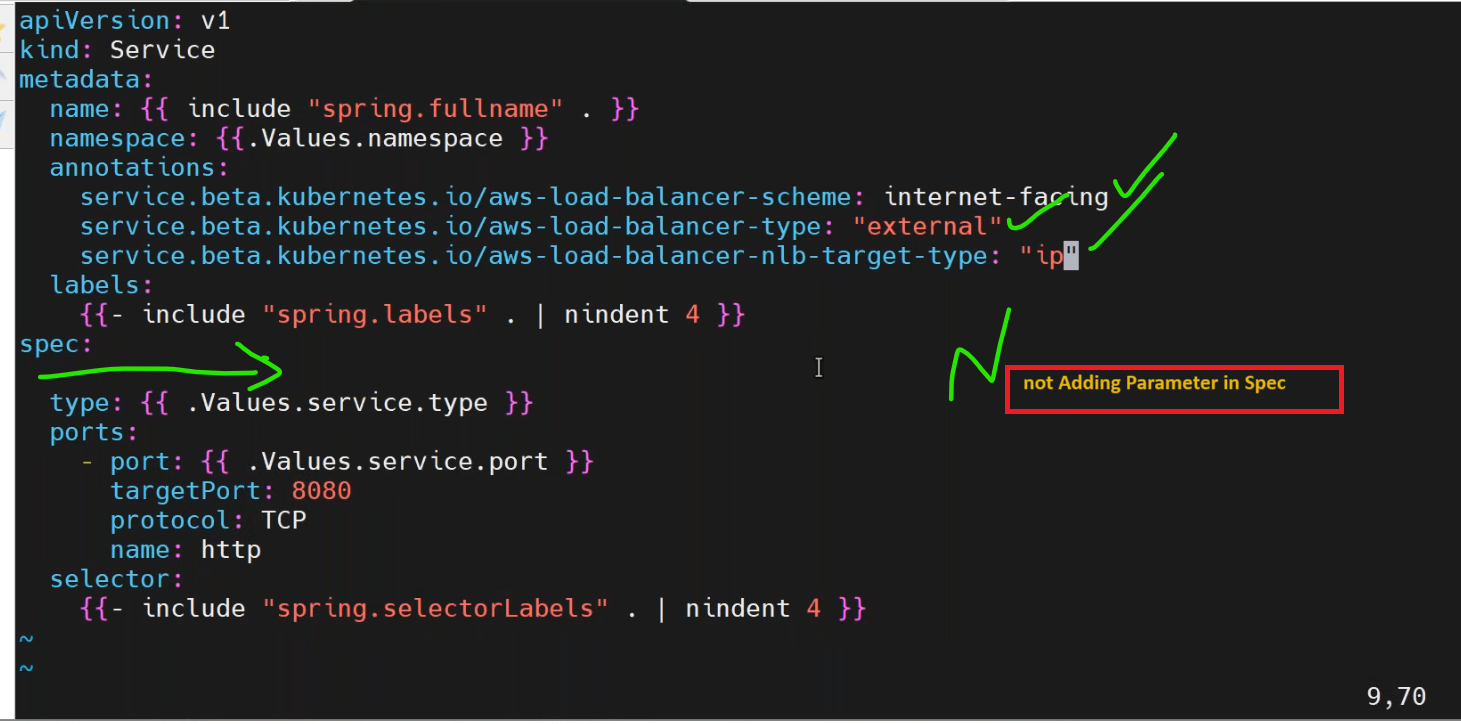 apiVersion: v1
kind: Service
metadata:
  name: {{ include "spring.fullname" . }}
  namespace: {{.Values.namespace }}
  annotations:
    service.beta.kubernetes.io/aws-load-balancer-scheme: internet-facing
    service.beta.kubernetes.io/aws-load-balancer-type: "external"
    service.beta.kubernetes.io/aws-load-balancer-nlb-target-type: "ip"
  labels:
    {{- include "spring.labels" . | nindent 4 }}
spec:
not Adding Parameter in Spec
  type: {{ .Values.service.type }}
  ports:
    - port: {{ .Values.service.port }}
      targetPort: 8080
      protocol: TCP
      name: http
  selector:
    {{- include "spring.selectorLabels" . | nindent 4 }}
~
~
9,70